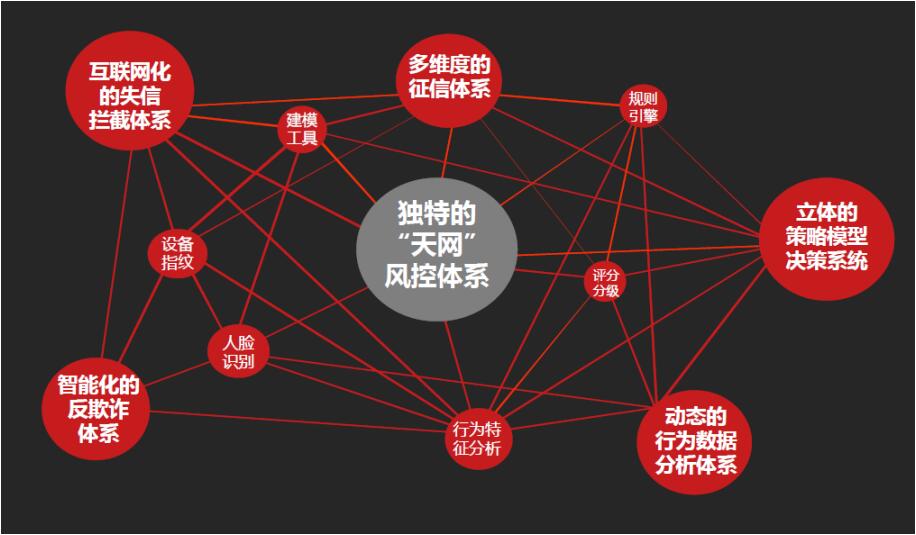 互联网化
的失信
拦截体系
多维度的
征信体系
规则
引擎
建模
工具
独特的
“天网”
风控体系
立体的
策略模型
决策系统
设备
指纹
评分
分级
人脸
识别
智能化的
反欺诈
体系
行为特
征分析
动态的
行为数据
分析体系